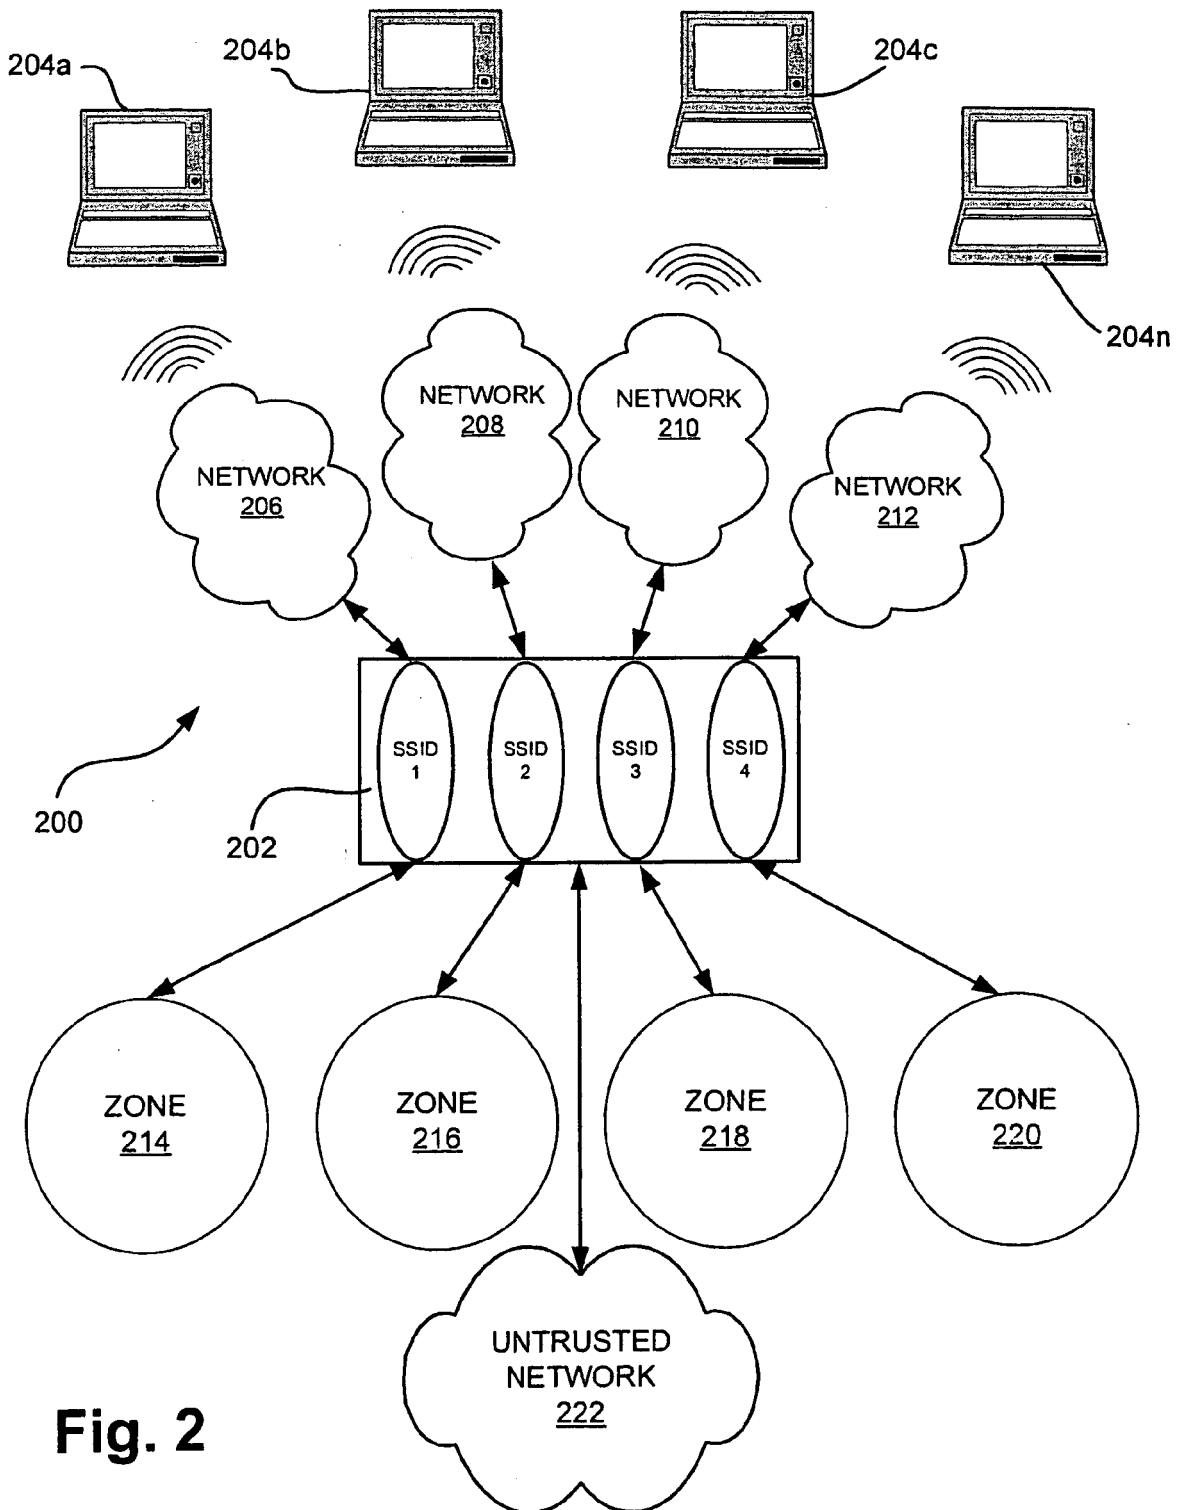 204a
204b
204c
204n
NETWORK
206
NETWORK
208
NETWORK
210
NETWORK
212
SSID
1
SSID
2
SSID
3
SSID
4
200
202
ZONE
214
ZONE
216
ZONE
218
ZONE
220
UNTRUSTED
NETWORK
222
Fig. 2